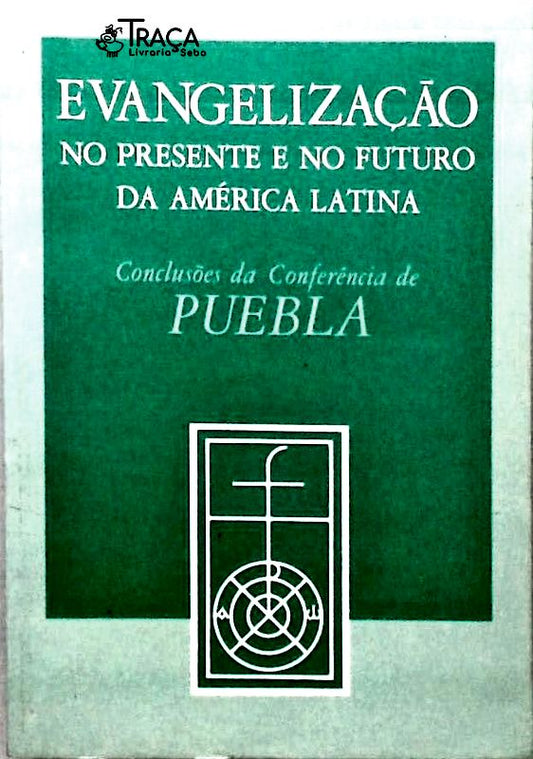 TRAÇA
Livraria Sebo
EVANGELIZAÇÃO
NO PRESENTE E NO FUTURO
DA AMÉRICA LATINA
Conclusões da Conferência de
PUEBLA